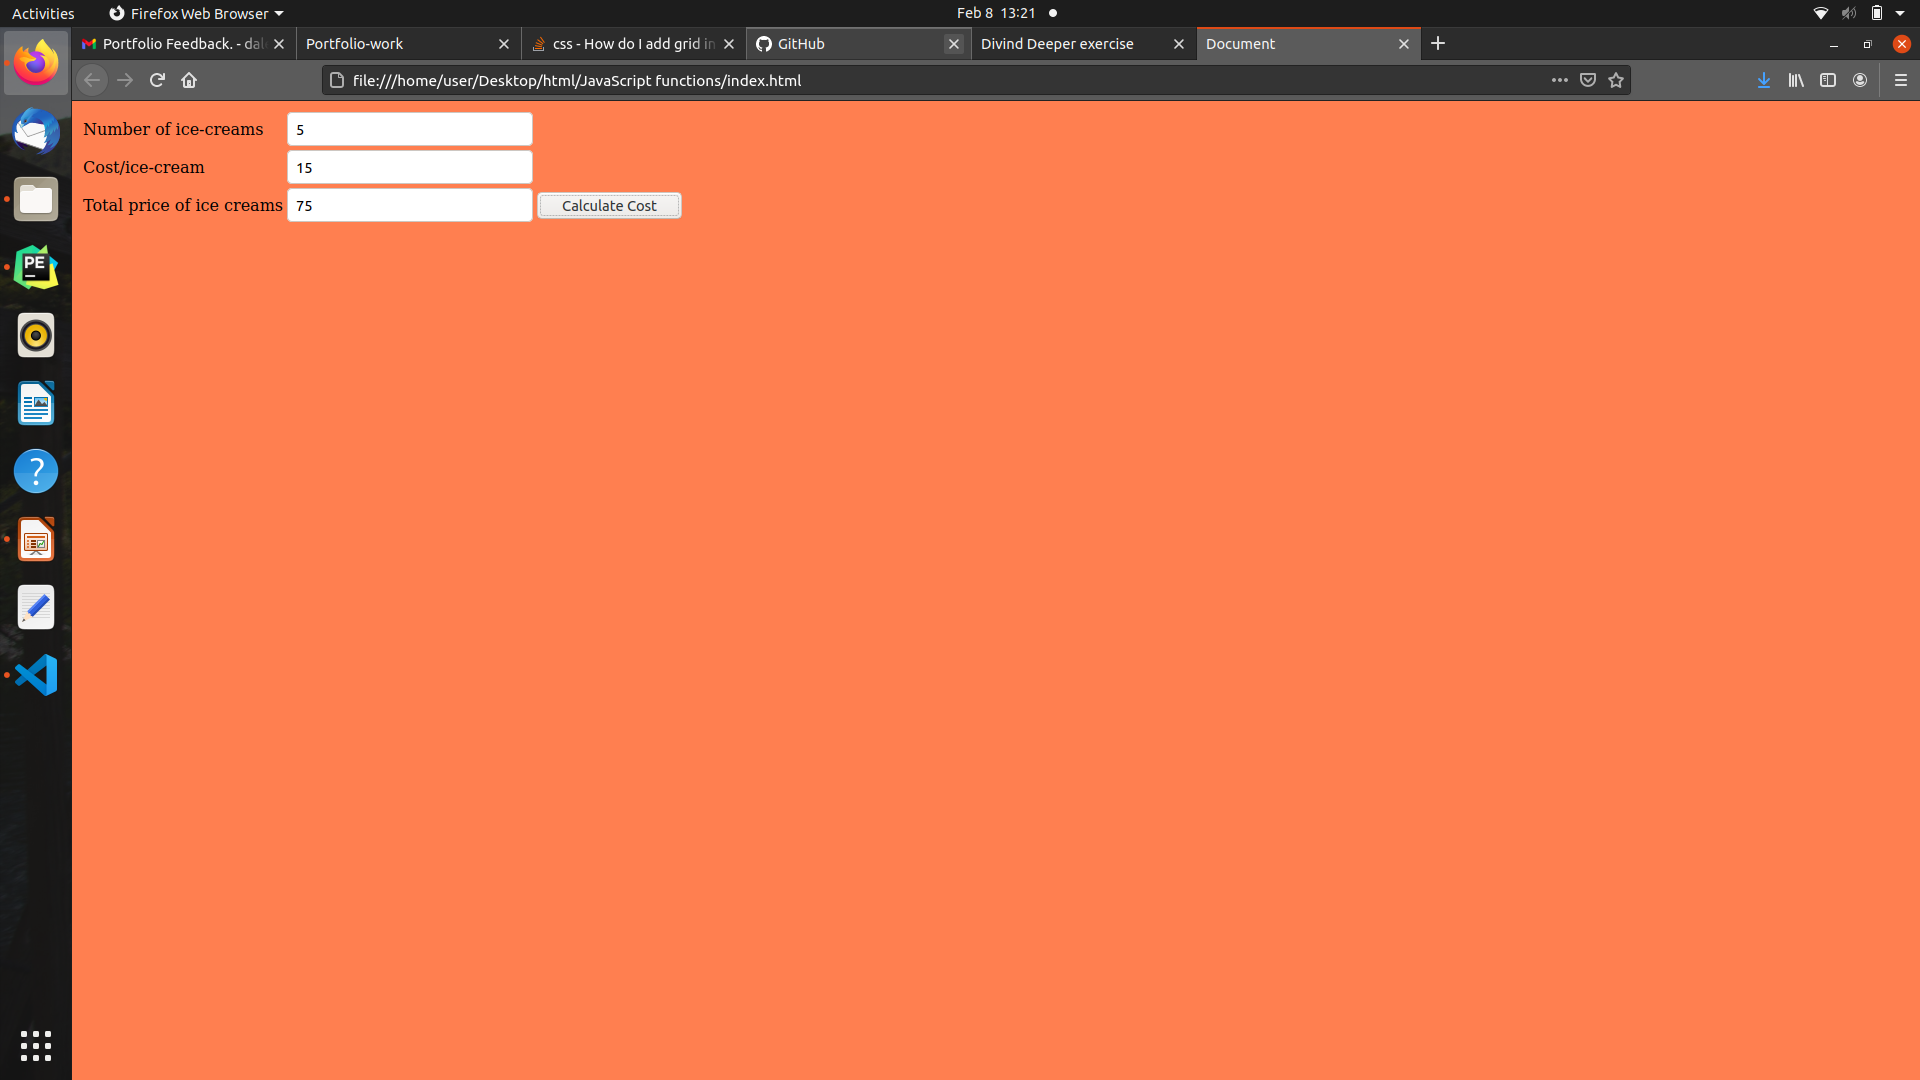 Activities
Firefox Web Browser
Feb 8 13:21
Portfolio Feedback. - dal
Portfolio-work
css - How do I add grid in
GitHub
Divind Deeper exercise
Document
file:///home/user/Desktop/html/JavaScript functions/index.html
Number of ice-creams 5
Cost/ice-cream 15
Total price of ice creams 75 Calculate Cost
PE
?